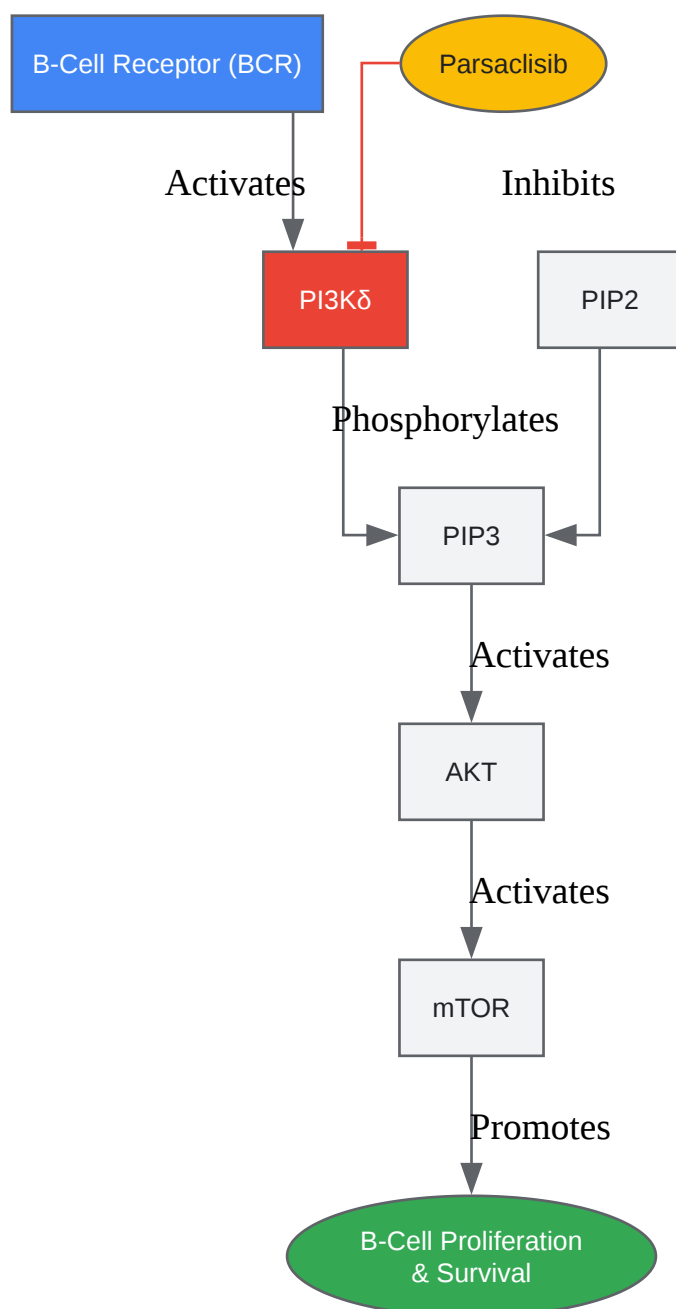 B-Cell Receptor (BCR)
Parsaclisib
Activates
Inhibits
PI3Kδ
PIP2
Phosphorylates
PIP3
Activates
AKT
Activates
mTOR
Promotes
B-Cell Proliferation
& Survival